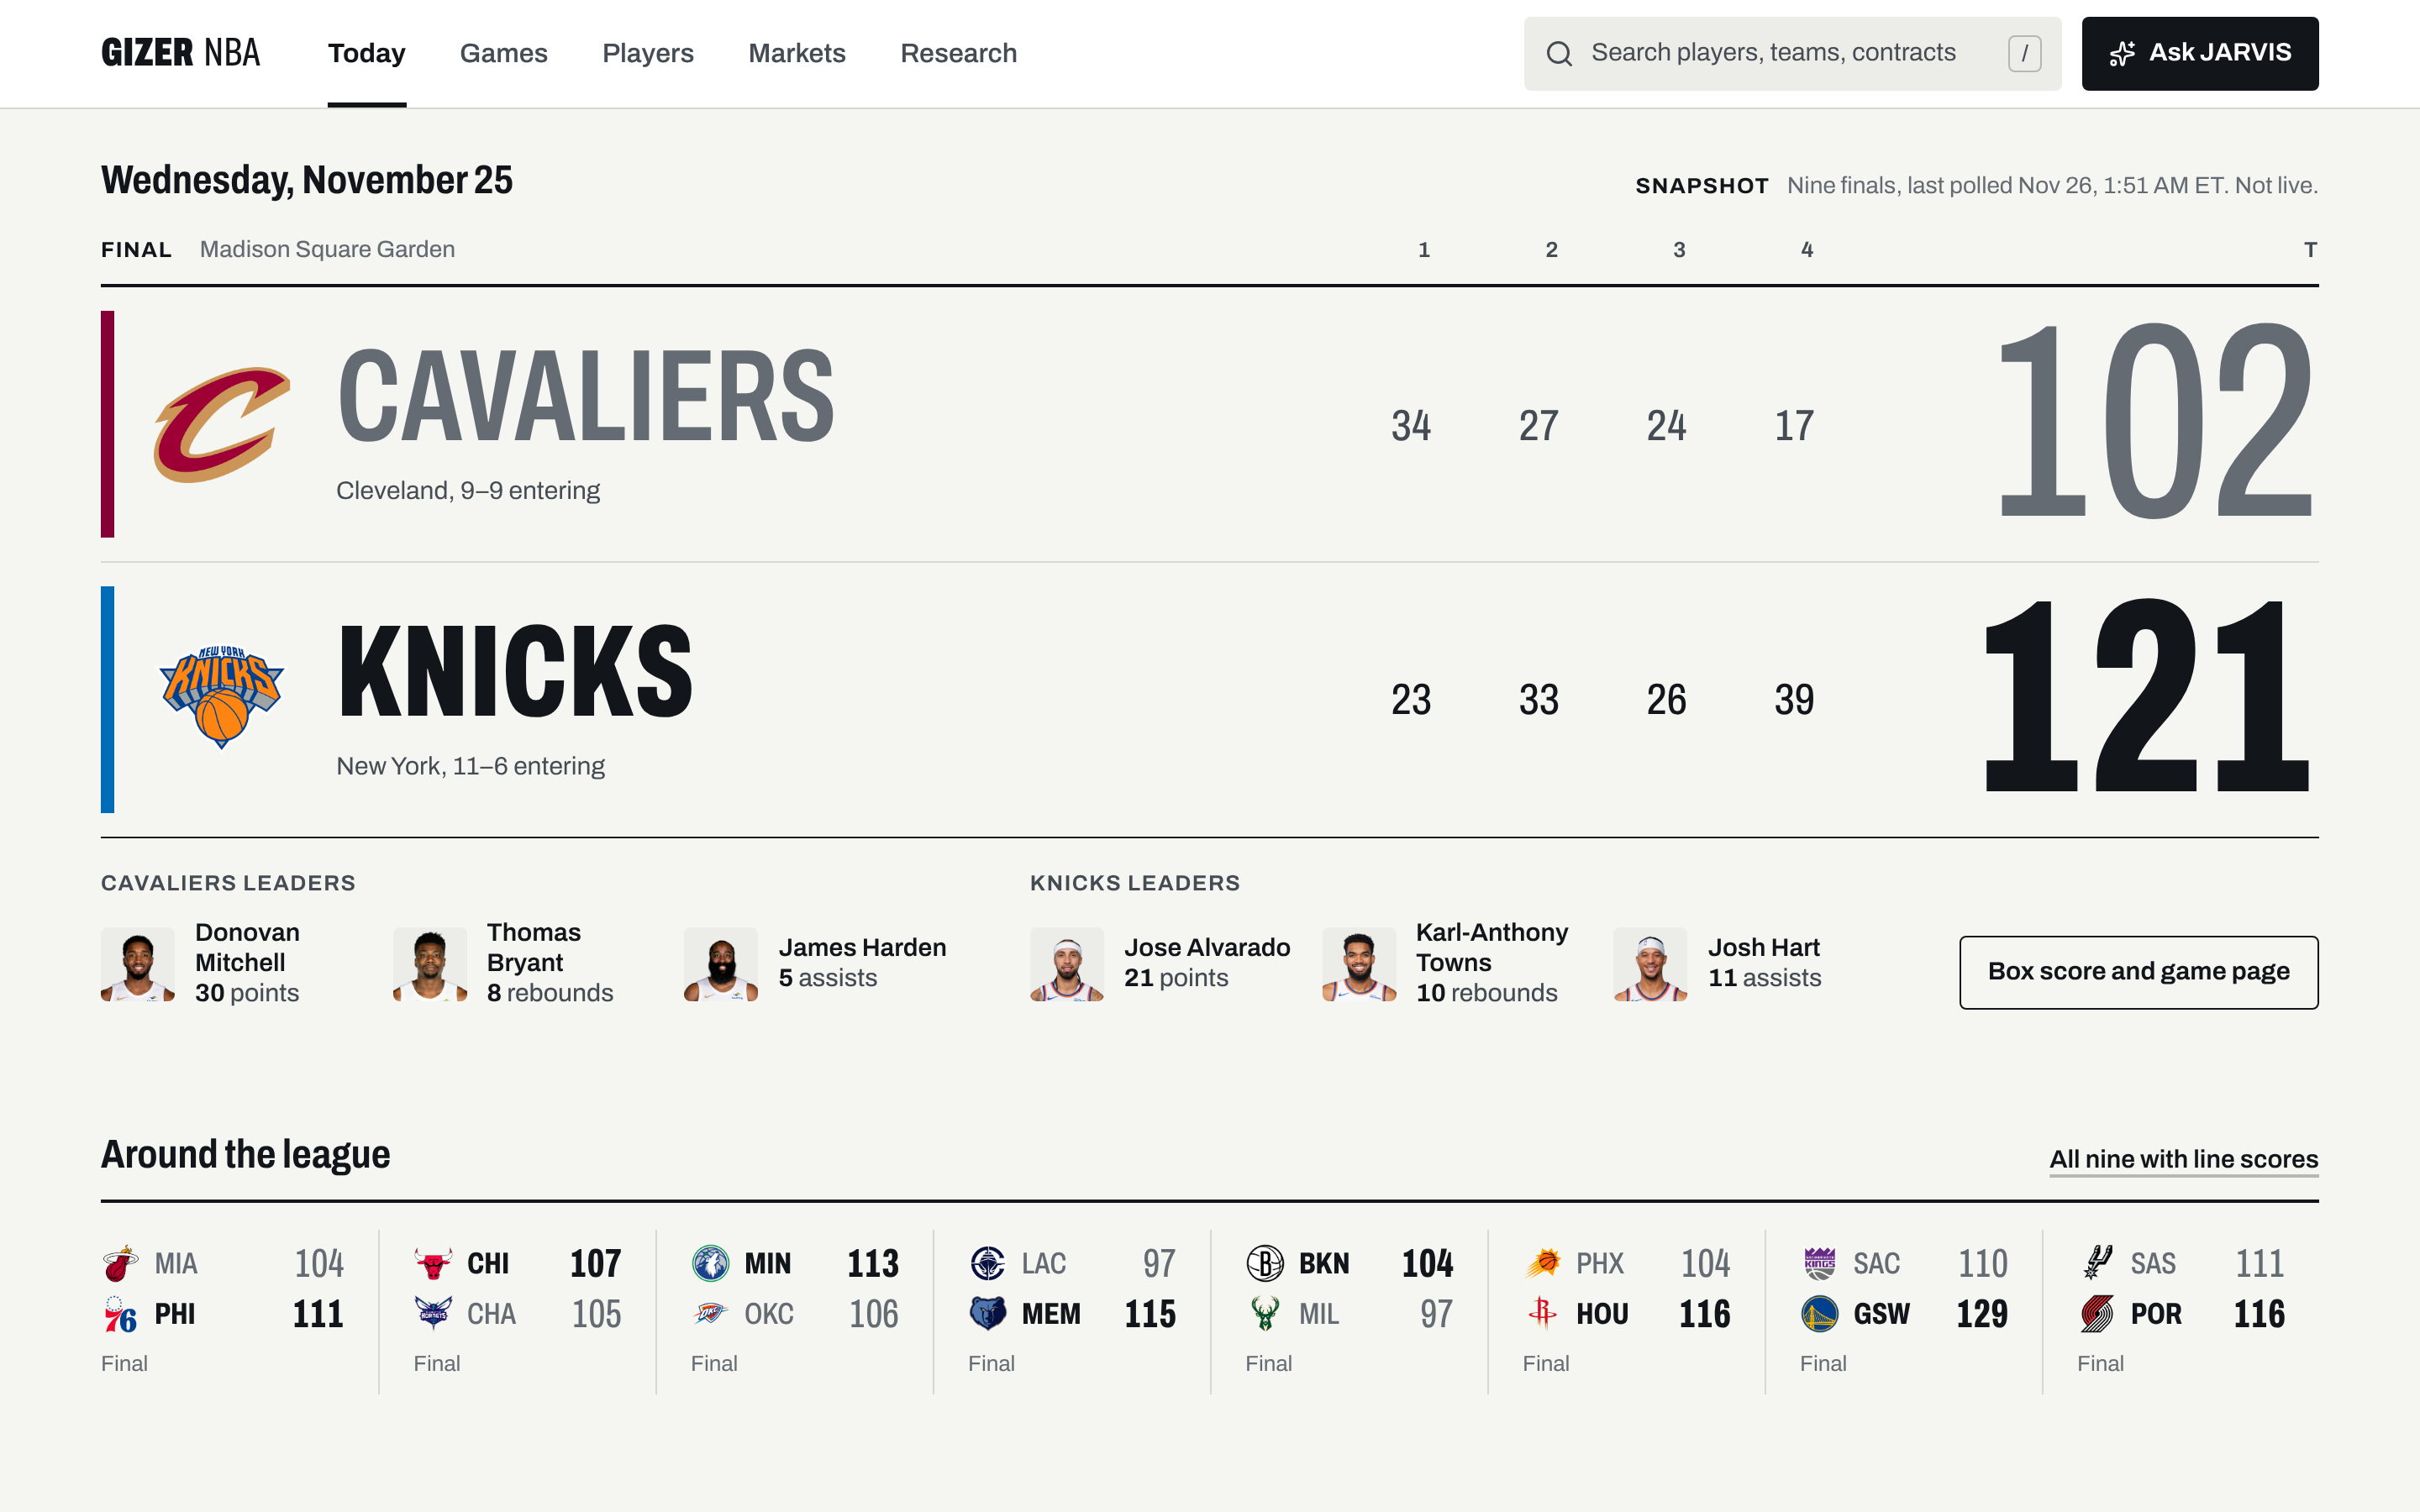 GIZER NBA
Today
Games
Players
Markets
Research
Search players, teams, contracts
/
Ask JARVIS
Wednesday, November 25
SNAPSHOT Nine finals, last polled Nov 26, 1:51 AM ET. Not live.
FINAL Madison Square Garden 1 2 3 4 T
CAVALIERS 34 27 24 17 102
Cleveland, 9–9 entering
NEW YORK
KNICKS
KNICKS 23 33 26 39 121
New York, 11–6 entering
CAVALIERS LEADERS
Donovan
Mitchell
30 points
Thomas
Bryant
8 rebounds
James Harden
5 assists
KNICKS LEADERS
Jose Alvarado
21 points
Karl-Anthony
Towns
10 rebounds
Josh Hart
11 assists
Box score and game page
Around the league
All nine with line scores
MIA 104
PHI 111
Final
CHI 107
CHA 105
Final
MIN 113
OKC 106
Final
LAC 97
MEM 115
Final
BKN 104
MIL 97
Final
PHX 104
HOU 116
Final
SAC 110
GSW 129
Final
SAS 111
POR 116
Final